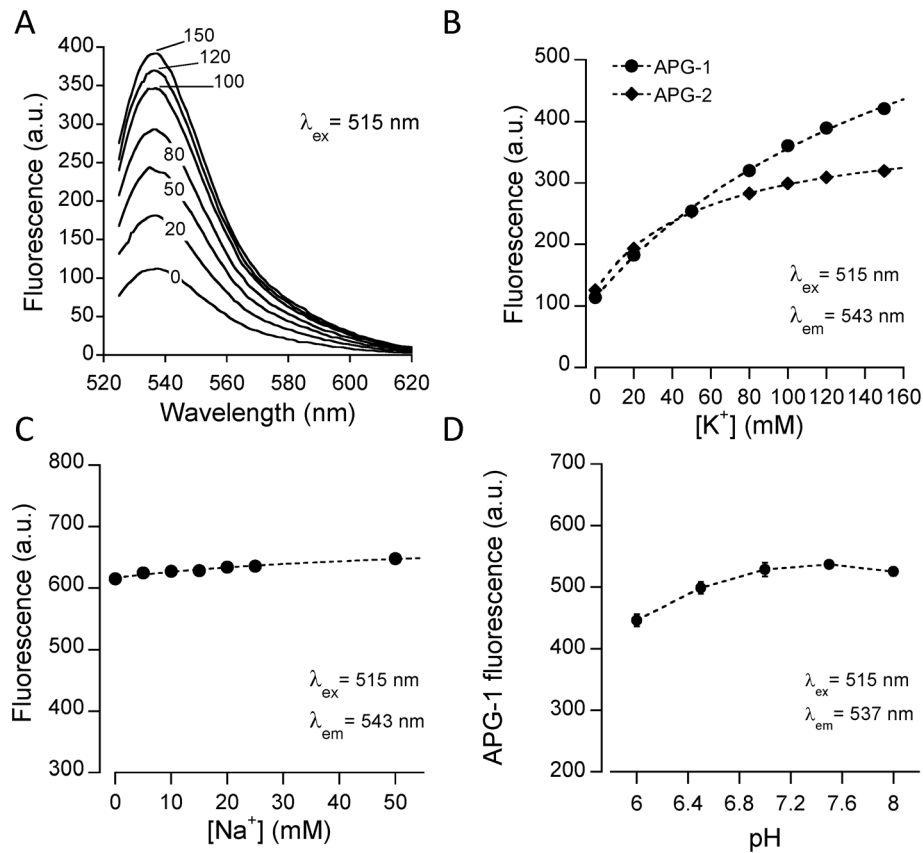 A
400
350
300
250
200
150
100
50
0
Fluorescence (a.u.)
150
120
100
80
50
20
0
λex = 515 nm
520 540 560 580 600 620
Wavelength (nm)
B
500
400
300
200
100
0
Fluorescence (a.u.)
APG-1
APG-2
λex = 515 nm
λem = 543 nm
0 20 40 60 80 100 120 140 160
[K+] (mM)
C
800
700
600
500
400
300
Fluorescence (a.u.)
λex = 515 nm
λem = 543 nm
0 10 20 30 40 50
[Na+] (mM)
D
700
600
500
400
300
200
APG-1 fluorescence (a.u.)
λex = 515 nm
λem = 537 nm
6 6.4 6.8 7.2 7.6 8
pH